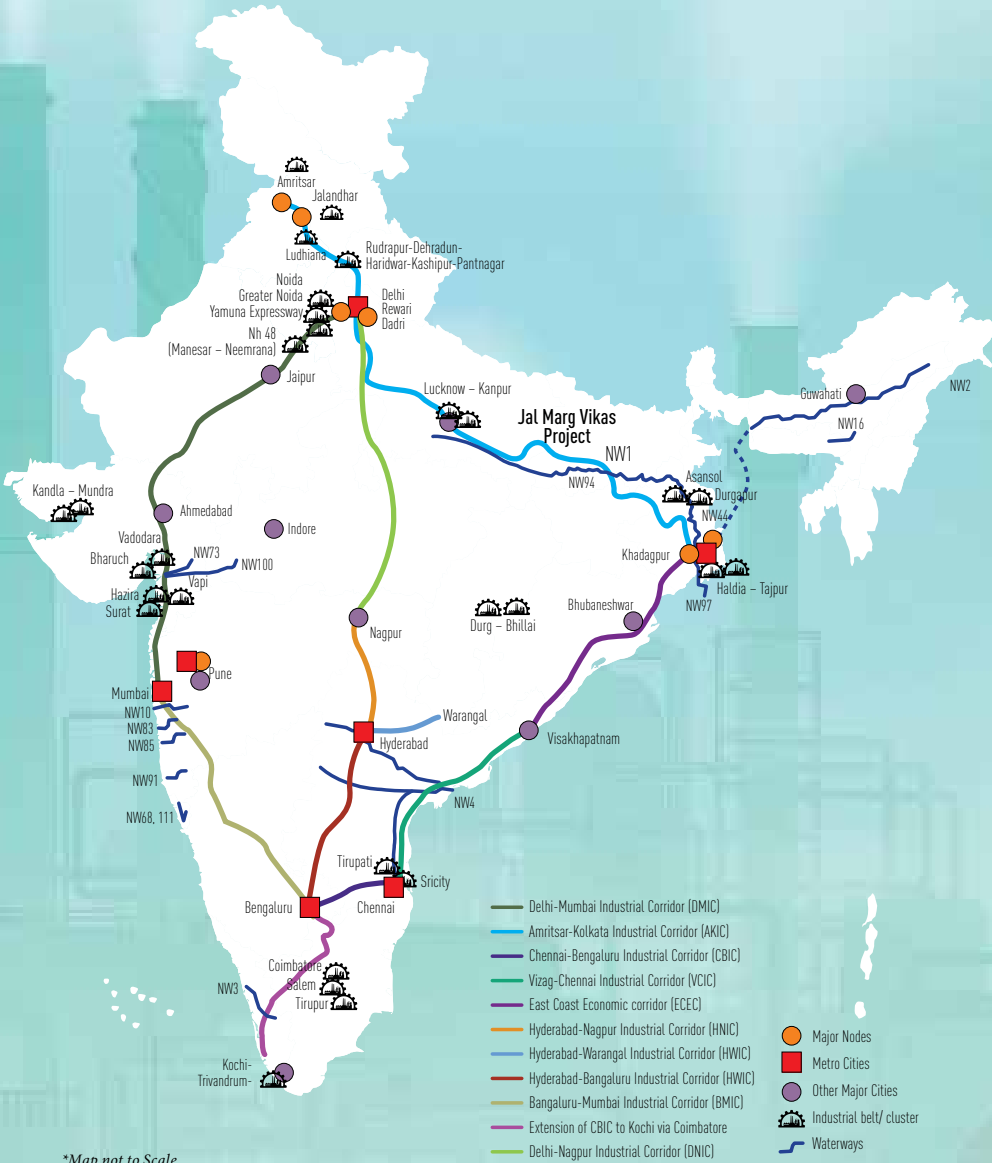 Amritsar
Jalandhar
Ludhiana
Rudrapur-Dehradun-
Haridwar-Kashipur-Pantnagar
Noida
Greater Noida
Yamuna Expressway
Delhi
Rewari
Dadri
Nh 48
(Manesar – Neemrana)
Jaipur
Lucknow – Kanpur
Jal Marg Vikas
Project
Guwahati
NW2
NW16
NW1
NW94
Asansol
Durgapur
NW44
Kandla – Mundra
Ahmedabad
Indore
Vadodara
Bharuch
NW73
NW100
Vapi
Hazira
Surat
Khadagpur
Haldia – Tajpur
NW97
Bhubaneshwar
Durg – Bhillai
Nagpur
Pune
Mumbai
NW10
NW83
NW85
NW91
NW68, 111
Warangal
Hyderabad
Visakhapatnam
NW4
Tirupati
Sricity
Bengaluru
Chennai
Coimbatore
Salem
Tirupur
NW3
Kochi-
Trivandrum-
Delhi-Mumbai Industrial Corridor (DMIC)
Amritsar-Kolkata Industrial Corridor (AKIC)
Chennai-Bengaluru Industrial Corridor (CBIC)
Vizag-Chennai Industrial Corridor (VCIC)
East Coast Economic corridor (ECEC)
Hyderabad-Nagpur Industrial Corridor (HNIC)
Hyderabad-Warangal Industrial Corridor (HWIC)
Hyderabad-Bangaluru Industrial Corridor (HWIC)
Bangaluru-Mumbai Industrial Corridor (BMIC)
Extension of CBIC to Kochi via Coimbatore
Delhi-Nagpur Industrial Corridor (DNIC)
Major Nodes
Metro Cities
Other Major Cities
Industrial belt/ cluster
Waterways
*Map not to Scale